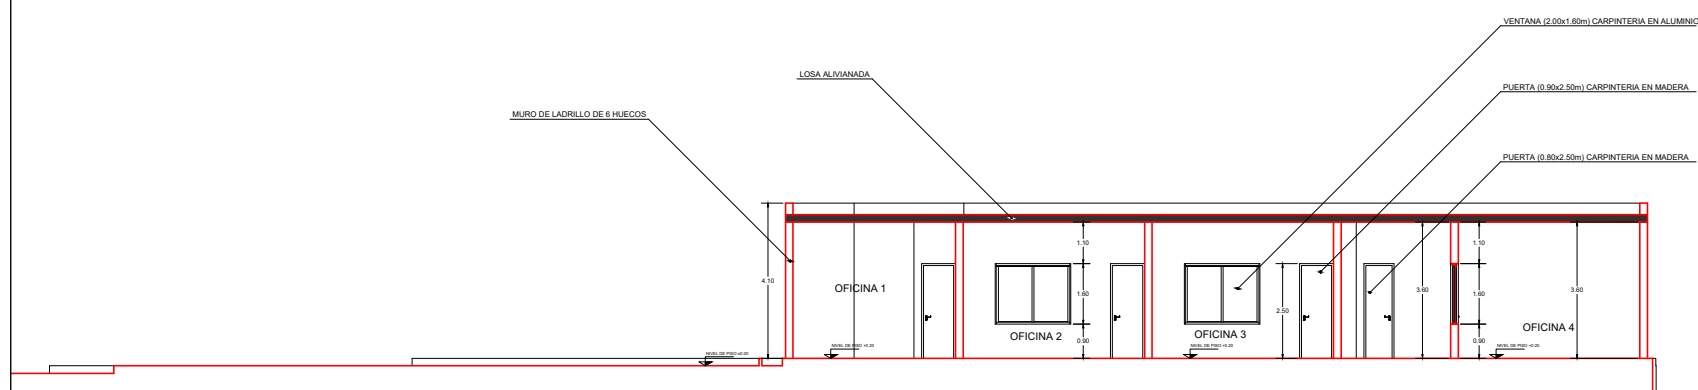 VENTANA (2.00x1.60m) CARPINTERIA EN ALUMINIO
LOSA ALIVIANADA
PUERTA (0.90x2.50m) CARPINTERIA EN MADERA
MURO DE LADRILLO DE 6 HUECOS
PUERTA (0.80x2.50m) CARPINTERIA EN MADERA
1.10
1.10
4.10
OFICINA 1
1.60
2.50
3.60
1.60
3.60
OFICINA 2
OFICINA 3
OFICINA 4
0.90
0.90
NIVEL DE PISO ±0.00
NIVEL DE PISO +0.20
NIVEL DE PISO +0.20
NIVEL DE PISO +0.20